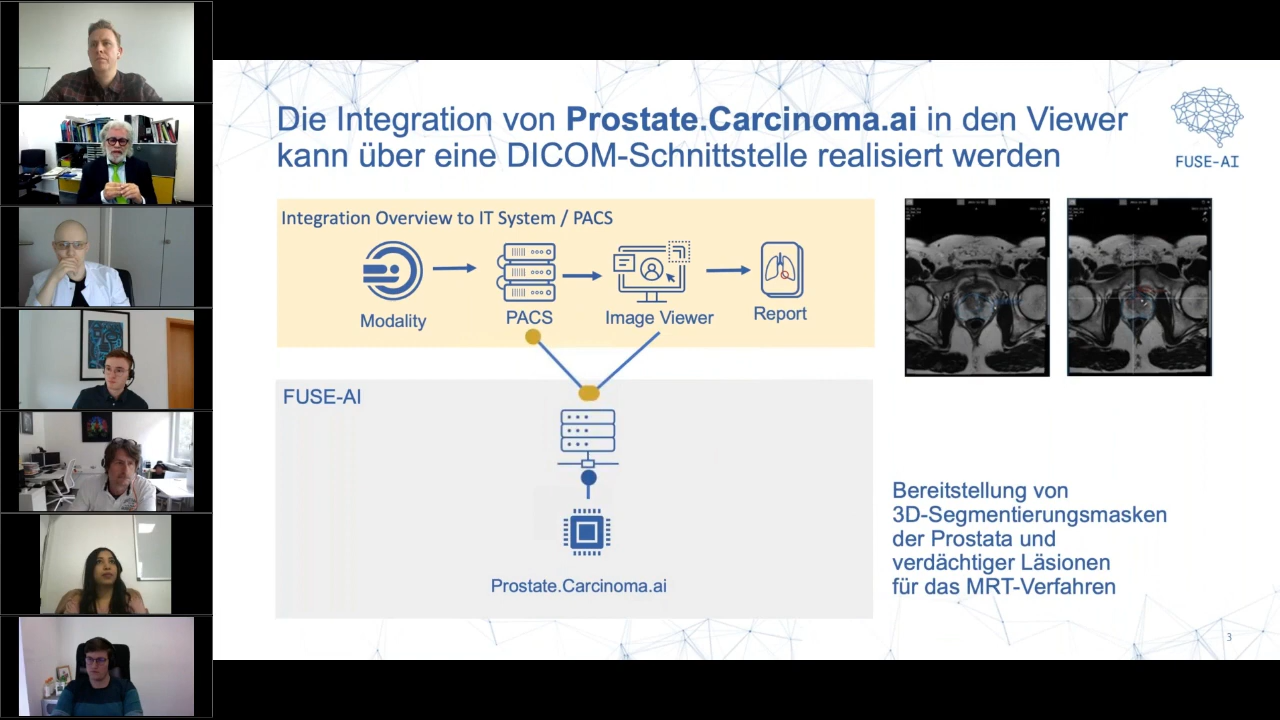 Die Integration von Prostate.Carcinoma.ai in den Viewer
kann über eine DICOM-Schnittstelle realisiert werden
FUSE-AI
Integration Overview to IT System / PACS
Modality
PACS
Image Viewer
Report
FUSE-AI
Prostate.Carcinoma.ai
Bereitstellung von
3D-Segmentierungsmasken
der Prostata und
verdächtiger Läsionen
für das MRT-Verfahren
3